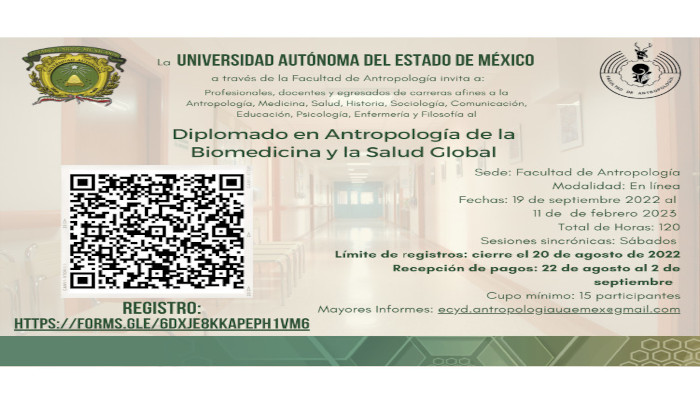 La UNIVERSIDAD AUTÓNOMA DEL ESTADO DE MÉXICO
a través de la Facultad de Antropología invita a:
Profesionales, docentes y egresados de carreras afines a la
Antropología, Medicina, Salud, Historia, Sociología, Comunicación,
Educación, Psicología, Enfermería y Filosofía al
Diplomado en Antropología de la
Biomedicina y la Salud Global
Sede: Facultad de Antropología
Modalidad: En línea
Fechas: 19 de septiembre 2022 al
11 de de febrero 2023
Total de Horas: 120
Sesiones sincrónicas: Sábados
Límite de registros: cierre el 20 de agosto de 2022
Recepción de pagos: 22 de agosto al 2 de
septiembre
Cupo mínimo: 15 participantes
Mayores Informes: ecyd.antropologiauaemex@gmail.com
REGISTRO:
HTTPS://FORMS.GLE/6DXJE8KKAPEPH1VM6